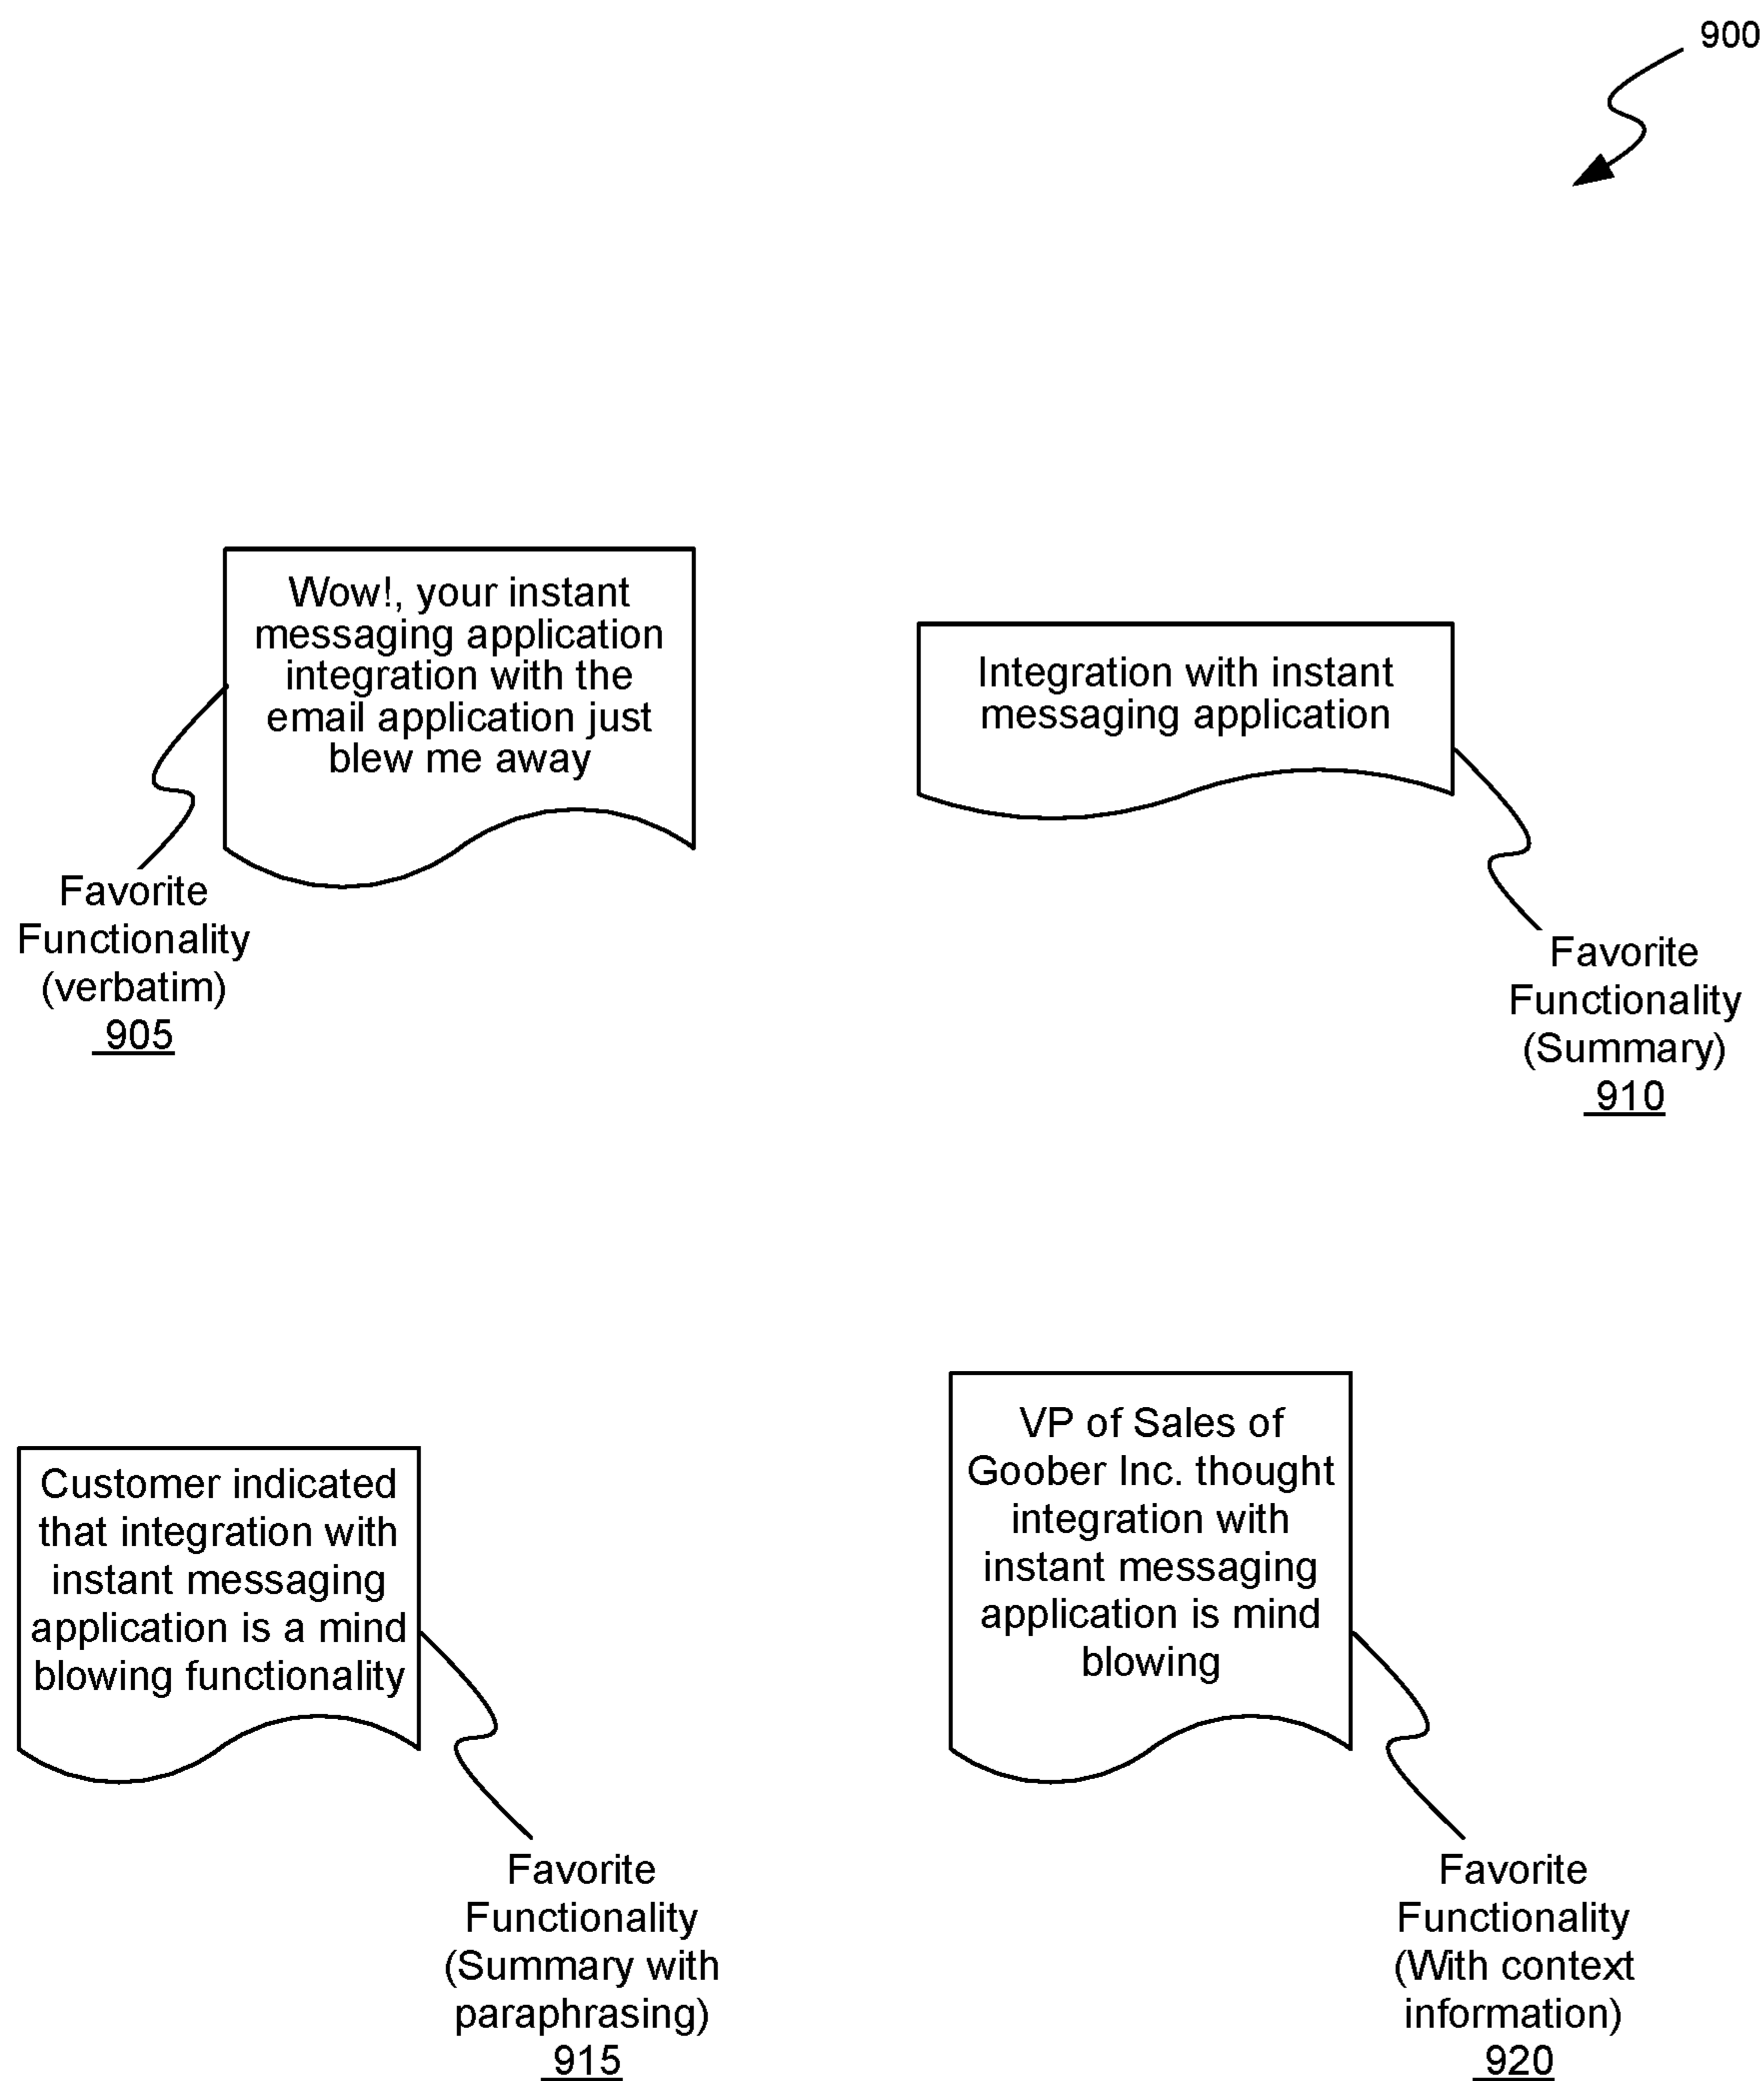 900
Wow!, your instant
messaging application
integration with the
email application just
blew me away
Favorite
Functionality
(verbatim)
905
Integration with instant
messaging application
Favorite
Functionality
(Summary)
910
Customer indicated
that integration with
instant messaging
application is a mind
blowing functionality
Favorite
Functionality
(Summary with
paraphrasing)
915
VP of Sales of
Goober Inc. thought
integration with
instant messaging
application is mind
blowing
Favorite
Functionality
(With context
information)
920